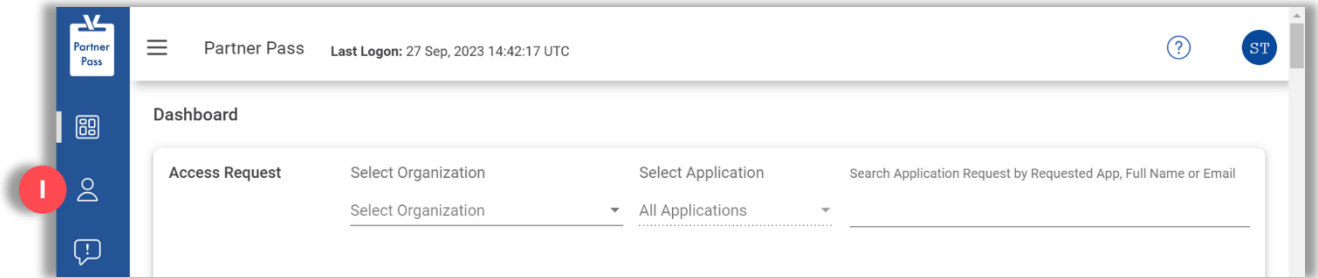 Partner
Pass
Partner Pass Last Logon: 27 Sep, 2023 14:42:17 UTC ? ST
Dashboard
I
Access Request Select Organization Select Application Search Application Request by Requested App, Full Name or Email
Select Organization All Applications